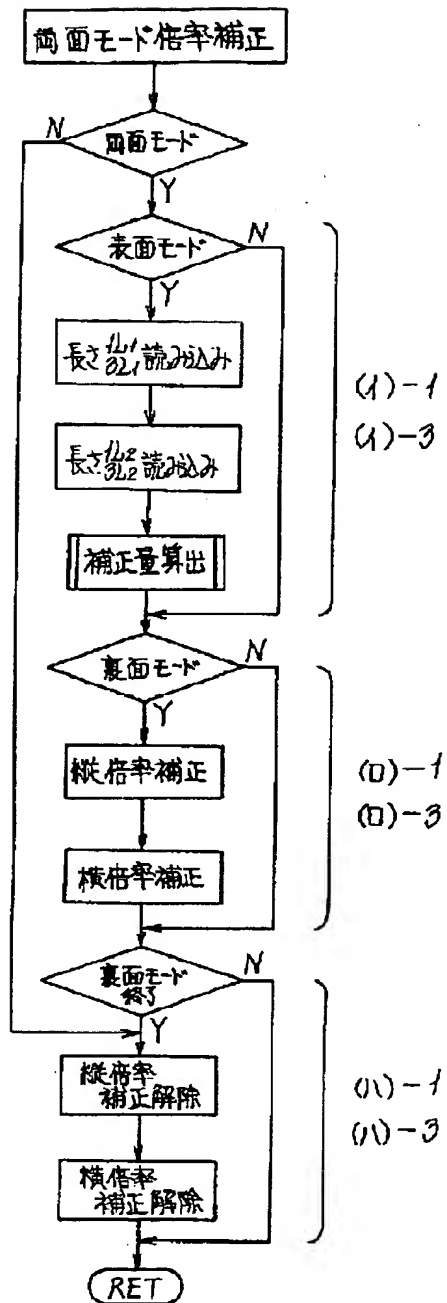 両面モード倍率補正
N
両面モード
Y
表面モード
N
Y
長さ 1L1 3L1 読み込み
(イ)-1
(イ)-3
長さ 1L2 3L2 読み込み
補正量算出
裏面モード
N
Y
縦倍率補正
(ロ)-1
(ロ)-3
横倍率補正
裏面モード
終了
N
Y
縦倍率
補正解除
(ハ)-1
(ハ)-3
横倍率
補正解除
RET